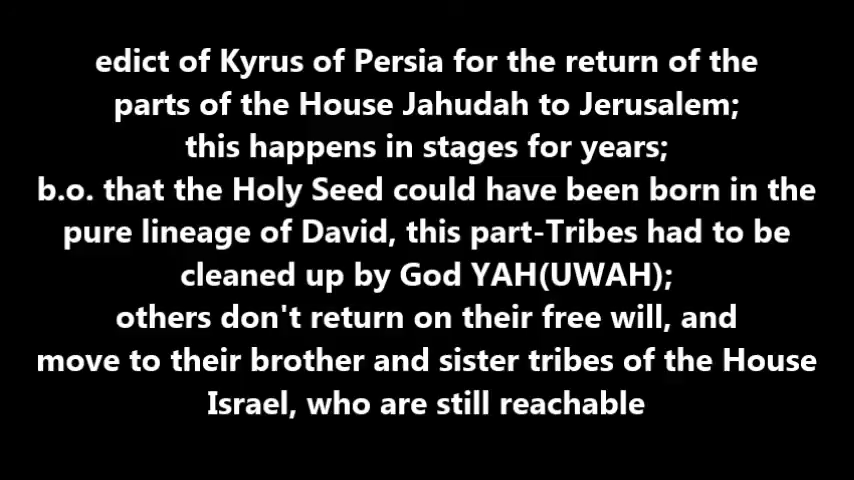 edict of Kyrus of Persia for the return of the
parts of the House Jahudah to Jerusalem;
this happens in stages for years;
b.o. that the Holy Seed could have been born in the
pure lineage of David, this part-Tribes had to be
cleaned up by God YAH(UWAH);
others don't return on their free will, and
move to their brother and sister tribes of the House
Israel, who are still reachable